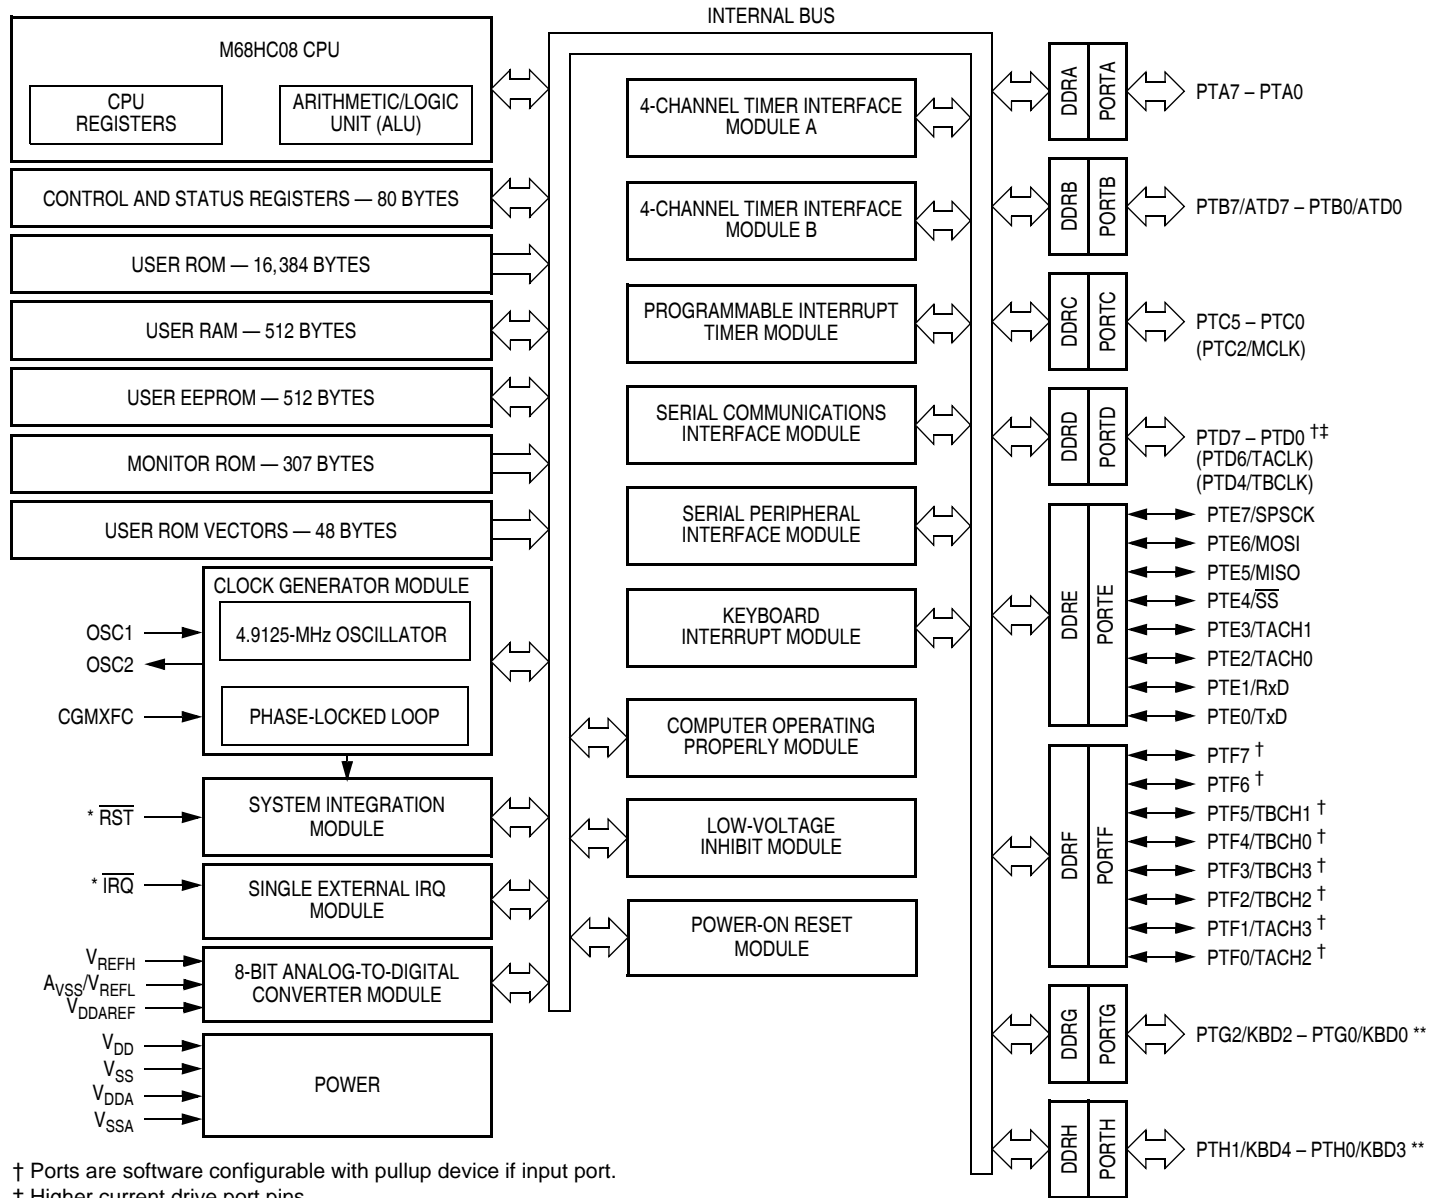 INTERNAL BUS
M68HC08 CPU
CPU
REGISTERS
ARITHMETIC/LOGIC
UNIT (ALU)
CONTROL AND STATUS REGISTERS — 80 BYTES
USER ROM — 16,384 BYTES
USER RAM — 512 BYTES
USER EEPROM — 512 BYTES
MONITOR ROM — 307 BYTES
USER ROM VECTORS — 48 BYTES
CLOCK GENERATOR MODULE
4.9125-MHz OSCILLATOR
PHASE-LOCKED LOOP
OSC1
OSC2
CGMXFC
SYSTEM INTEGRATION
MODULE
* RST
SINGLE EXTERNAL IRQ
MODULE
* IRQ
8-BIT ANALOG-TO-DIGITAL
CONVERTER MODULE
VREFH
AVSS/VREFL
VDDAREF
POWER
VDD
VSS
VDDA
VSSA
4-CHANNEL TIMER INTERFACE
MODULE A
4-CHANNEL TIMER INTERFACE
MODULE B
PROGRAMMABLE INTERRUPT
TIMER MODULE
SERIAL COMMUNICATIONS
INTERFACE MODULE
SERIAL PERIPHERAL
INTERFACE MODULE
KEYBOARD
INTERRUPT MODULE
COMPUTER OPERATING
PROPERLY MODULE
LOW-VOLTAGE
INHIBIT MODULE
POWER-ON RESET
MODULE
DDRA
PORTA
PTA7 – PTA0
DDRB
PORTB
PTB7/ATD7 – PTB0/ATD0
DDRC
PORTC
PTC5 – PTC0
(PTC2/MCLK)
DDRD
PORTD
PTD7 – PTD0 †‡
(PTD6/TACLK)
(PTD4/TBCLK)
DDRE
PORTE
PTE7/SPSCK
PTE6/MOSI
PTE5/MISO
PTE4/SS
PTE3/TACH1
PTE2/TACH0
PTE1/RxD
PTE0/TxD
DDRF
PORTF
PTF7 †
PTF6 †
PTF5/TBCH1 †
PTF4/TBCH0 †
PTF3/TBCH3 †
PTF2/TBCH2 †
PTF1/TACH3 †
PTF0/TACH2 †
DDRG
PORTG
PTG2/KBD2 – PTG0/KBD0 **
DDRH
PORTH
PTH1/KBD4 – PTH0/KBD3 **
† Ports are software configurable with pullup device if input port.
Higher current drive port pins